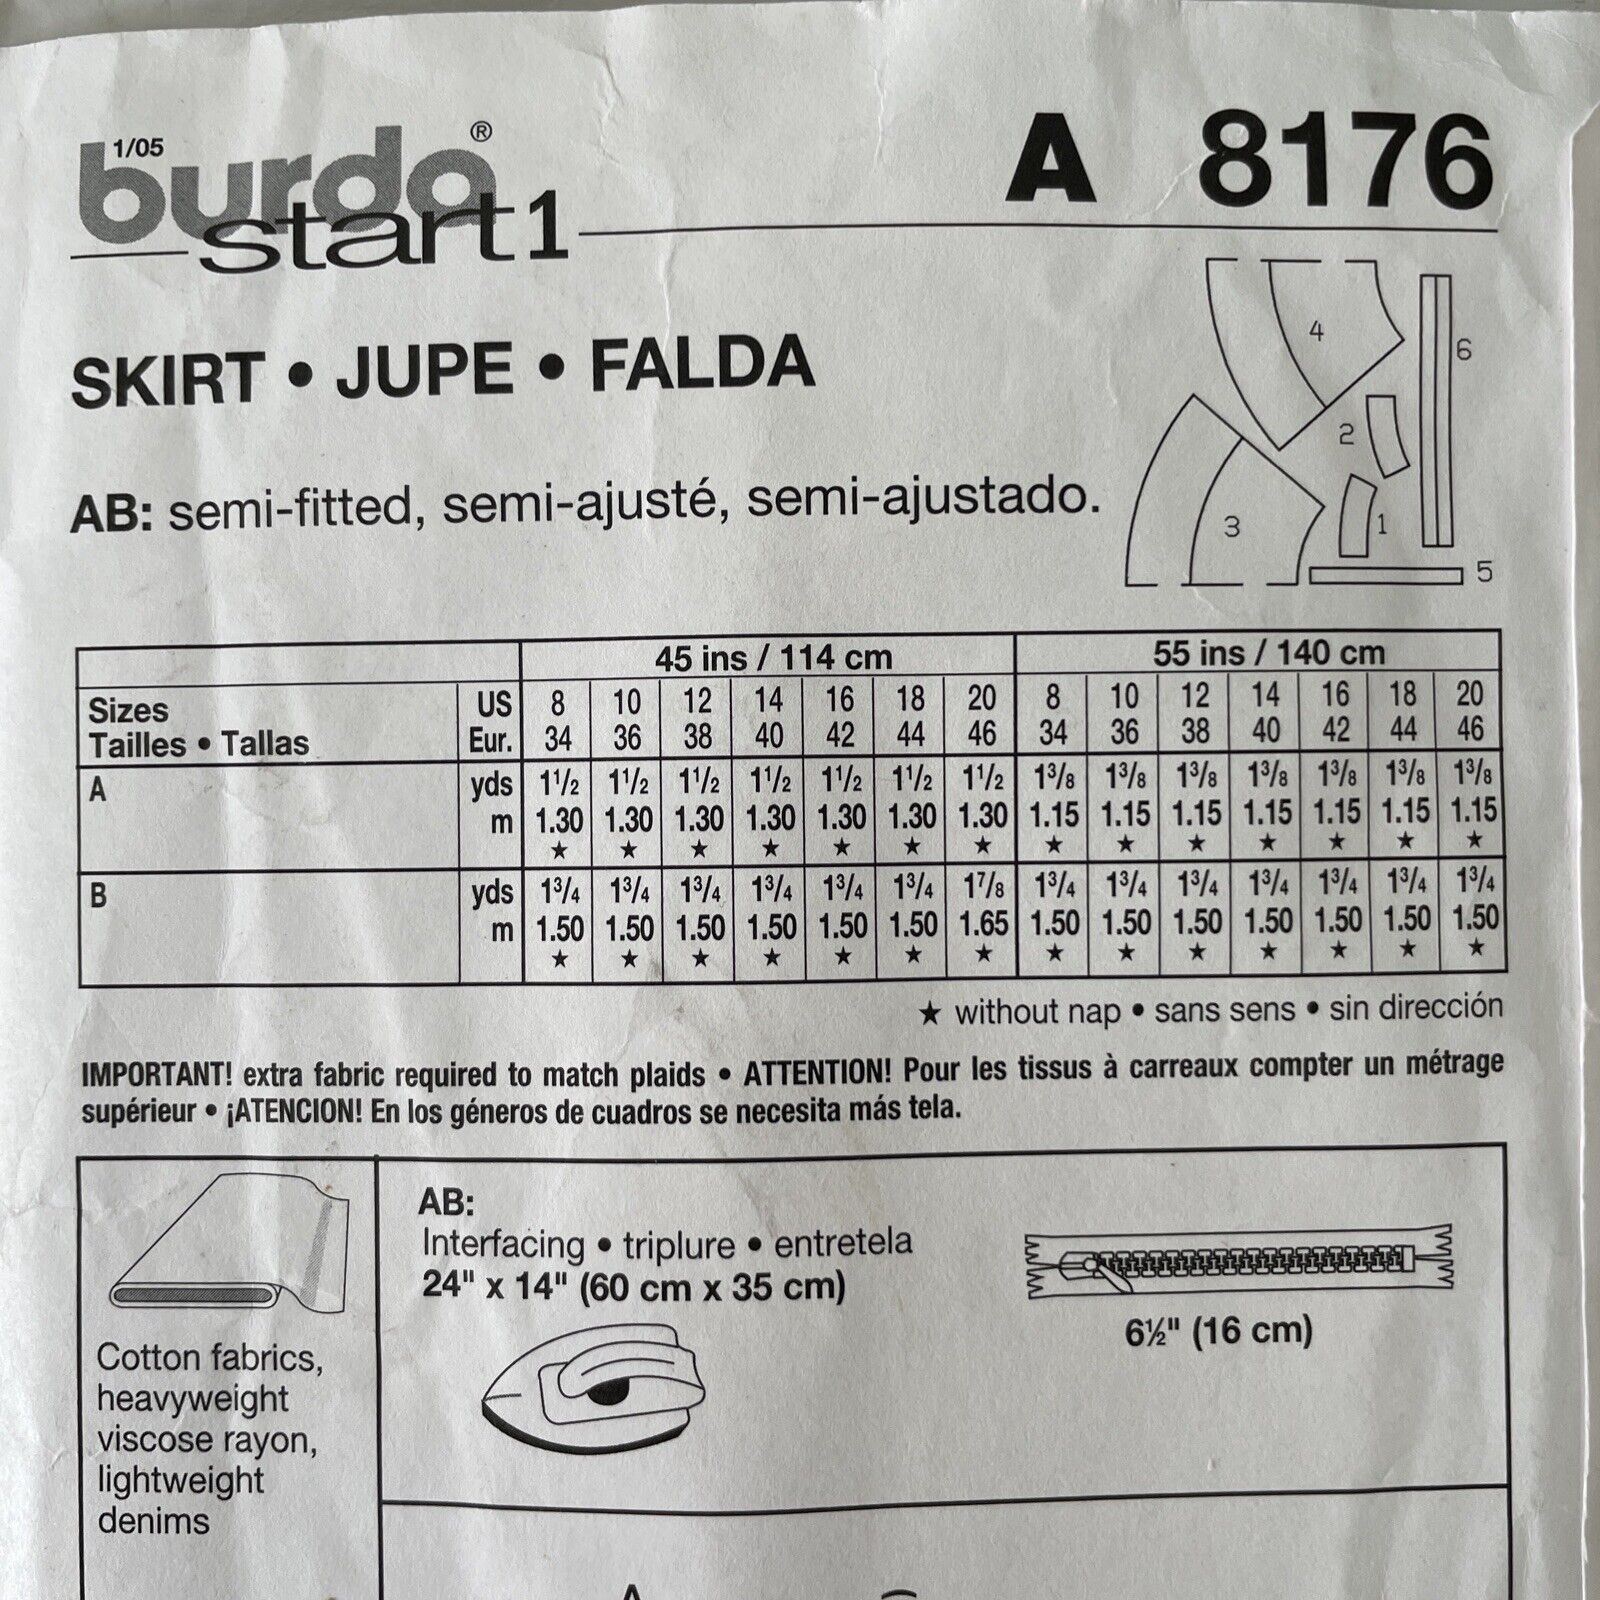 1/05
burda®
start 1
A 8176
SKIRT • JUPE • FALDA
AB: semi-fitted, semi-ajusté, semi-ajustado.
4
6
2
3
1
5
45 ins / 114 cm 55 ins / 140 cm
Sizes US 8 10 12 14 16 18 20 8 10 12 14 16 18 20
Tailles • Tallas Eur. 34 36 38 40 42 44 46 34 36 38 40 42 44 46
A yds 1½ 1½ 1½ 1½ 1½ 1½ 1½ 1⅜ 1⅜ 1⅜ 1⅜ 1⅜ 1⅜ 1⅜
m 1.30 1.30 1.30 1.30 1.30 1.30 1.30 1.15 1.15 1.15 1.15 1.15 1.15 1.15
★ ★ ★ ★ ★ ★ ★ ★ ★ ★ ★ ★ ★ ★
B yds 1¾ 1¾ 1¾ 1¾ 1¾ 1¾ 1⅞ 1¾ 1¾ 1¾ 1¾ 1¾ 1¾ 1¾
m 1.50 1.50 1.50 1.50 1.50 1.50 1.65 1.50 1.50 1.50 1.50 1.50 1.50 1.50
★ ★ ★ ★ ★ ★ ★ ★ ★ ★ ★ ★ ★ ★
★ without nap • sans sens • sin dirección
IMPORTANT! extra fabric required to match plaids • ATTENTION! Pour les tissus à carreaux compter un métrage
supérieur • ¡ATENCION! En los géneros de cuadros se necesita más tela.
Cotton fabrics,
heavyweight
viscose rayon,
lightweight
denims
AB:
Interfacing • triplure • entretela
24" x 14" (60 cm x 35 cm)
6½" (16 cm)